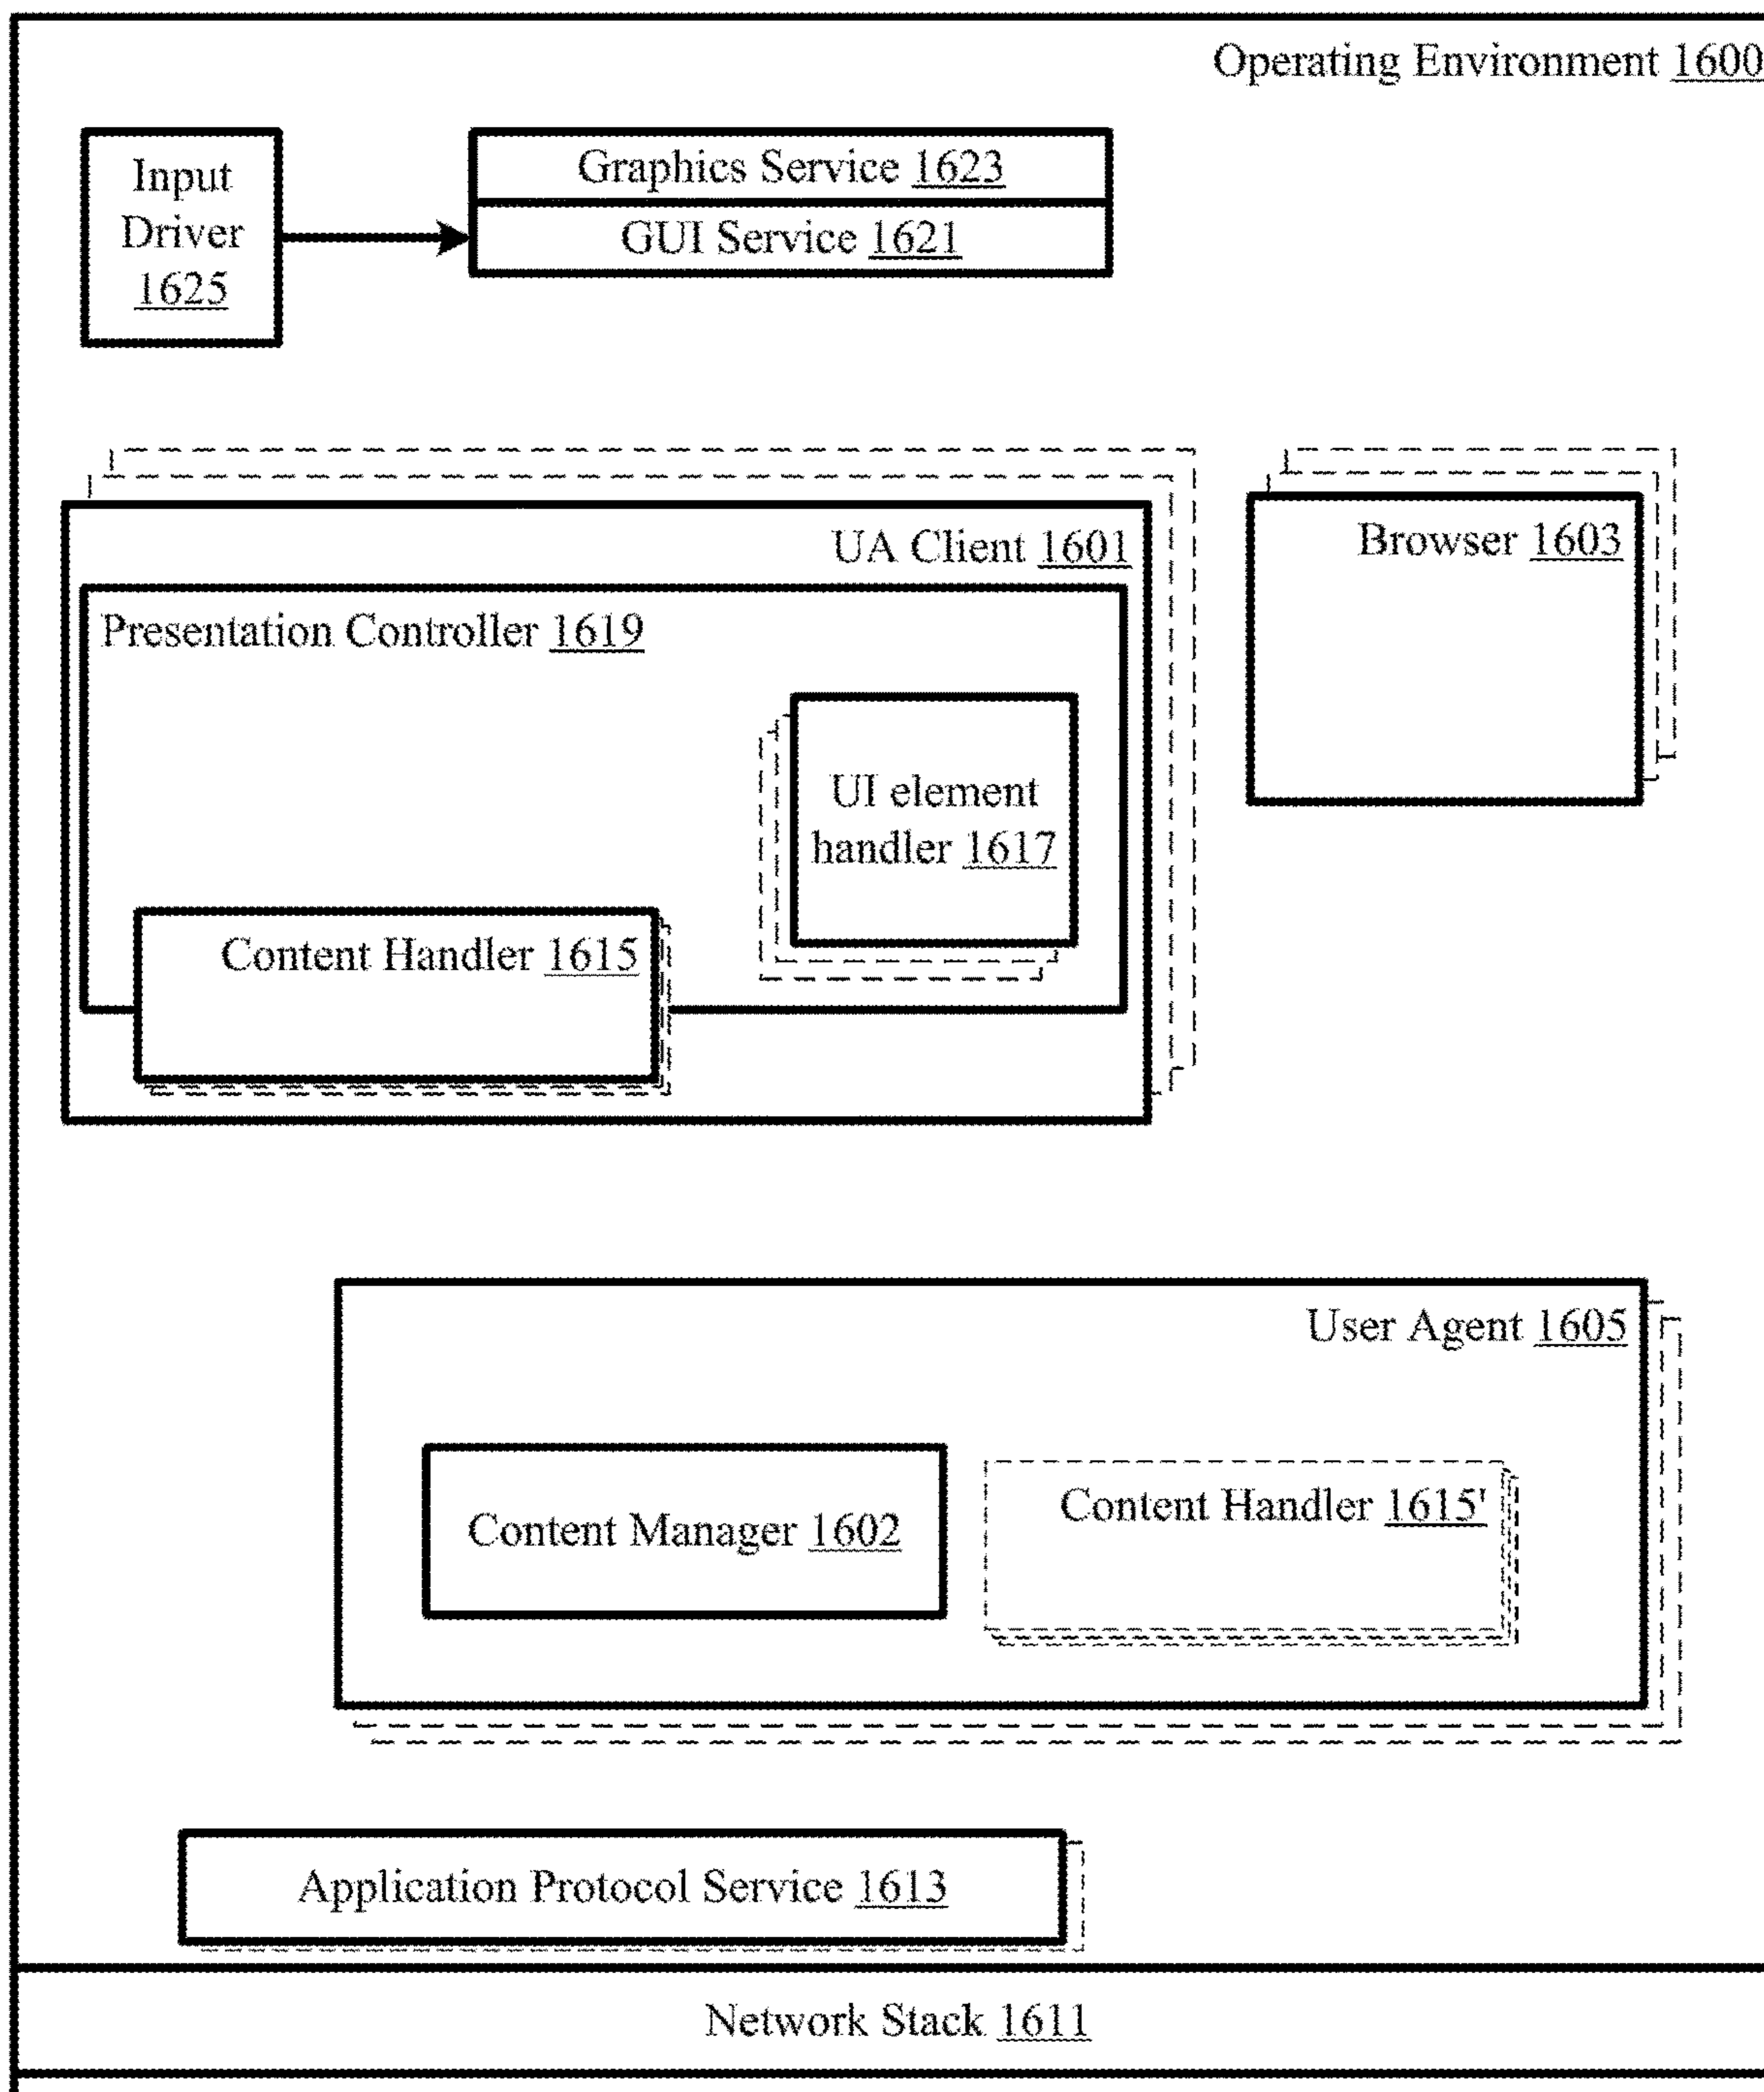 Operating Environment 1600
Input
Driver
1625
Graphics Service 1623
GUI Service 1621
UA Client 1601
Browser 1603
Presentation Controller 1619
UI element
handler 1617
Content Handler 1615
User Agent 1605
Content Manager 1602
Content Handler 1615'
Application Protocol Service 1613
Network Stack 1611